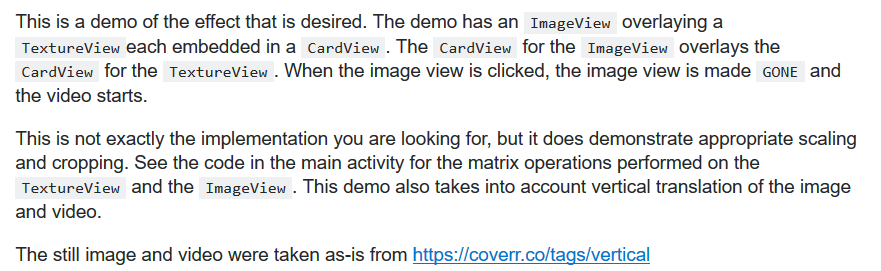 This is a demo of the effect that is desired. The demo has an ImageView overlaying a
TextureView each embedded in a CardView . The CardView for the ImageView overlays the
CardView for the TextureView . When the image view is clicked, the image view is made GONE and
the video starts.
This is not exactly the implementation you are looking for, but it does demonstrate appropriate scaling
and cropping. See the code in the main activity for the matrix operations performed on the
TextureView and the ImageView . This demo also takes into account vertical translation of the image
and video.
The still image and video were taken as-is from https://coverr.co/tags/vertical